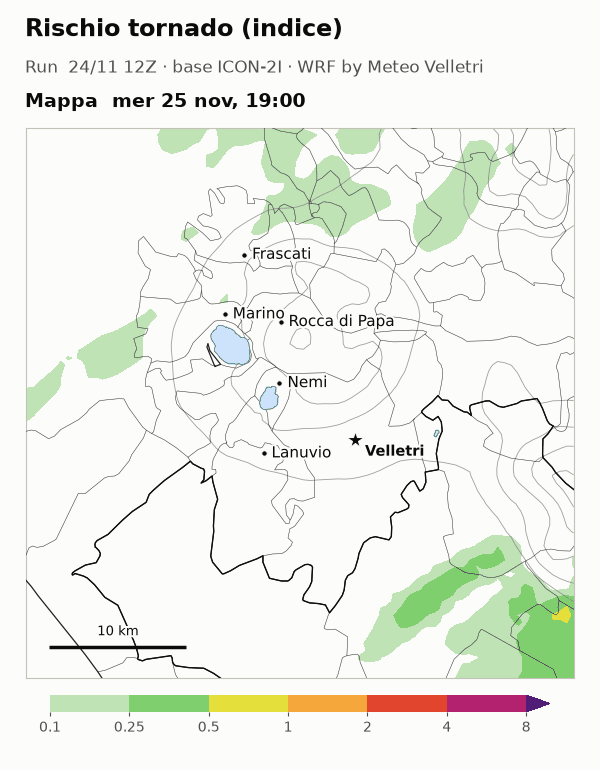 Rischio tornado (indice)
Run  24/11 12Z · base ICON-2I · WRF by Meteo Velletri
Mappa  mer 25 nov, 19:00
Frascati
Marino
Rocca di Papa
Nemi
Velletri
Lanuvio
10 km
0.1 0.25 0.5 1 2 4 8